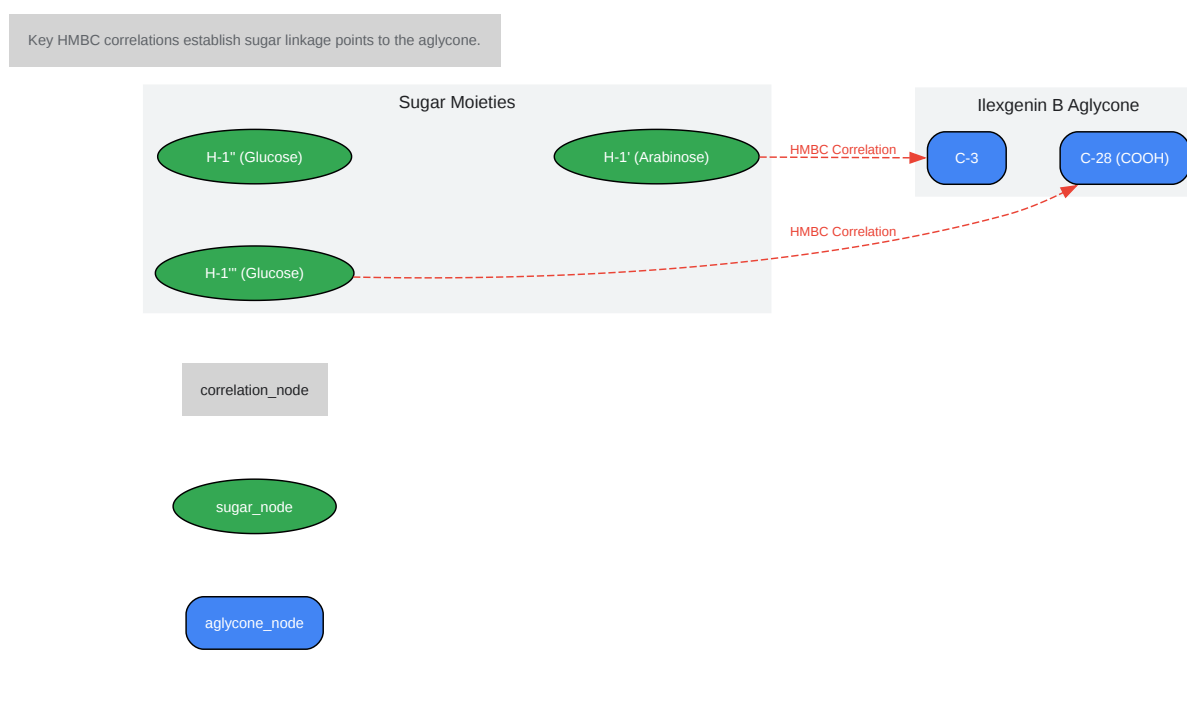 Key HMBC correlations establish sugar linkage points to the aglycone.
Sugar Moieties
Ilexgenin B Aglycone
H-1'' (Glucose)
H-1' (Arabinose)
HMBC Correlation
C-3
C-28 (COOH)
HMBC Correlation
H-1''' (Glucose)
correlation_node
sugar_node
aglycone_node